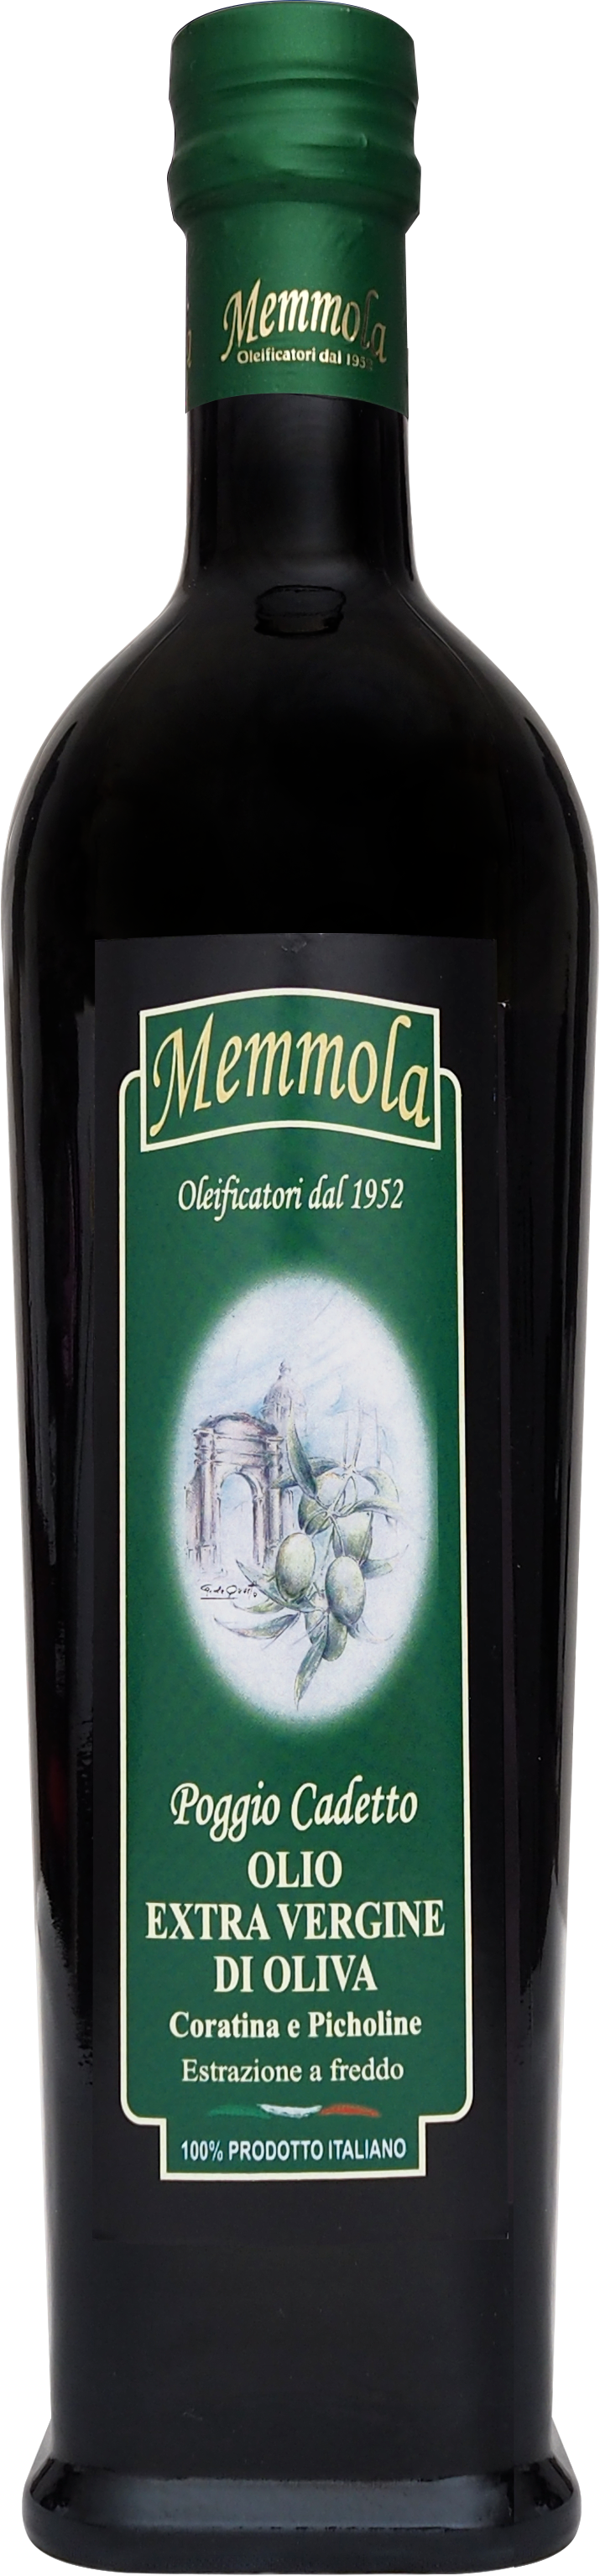 Memmola
Oleificatori dal 1952
Memmola
Oleificatori dal 1952
Poggio Cadetto
OLIO
EXTRA VERGINE
DI OLIVA
Coratina e Picholine
Estrazione a freddo
100% PRODOTTO ITALIANO